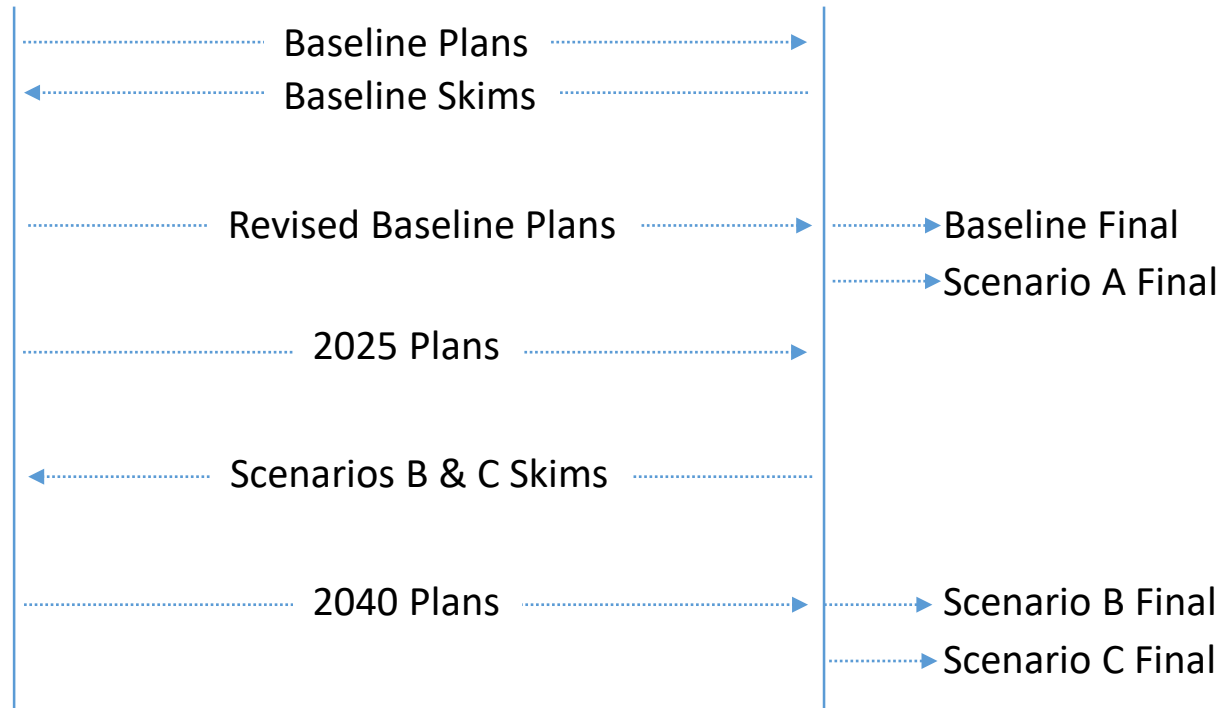 Baseline Plans
Baseline Skims
Revised Baseline Plans
Baseline Final
Scenario A Final
2025 Plans
Scenarios B & C Skims
2040 Plans
Scenario B Final
Scenario C Final